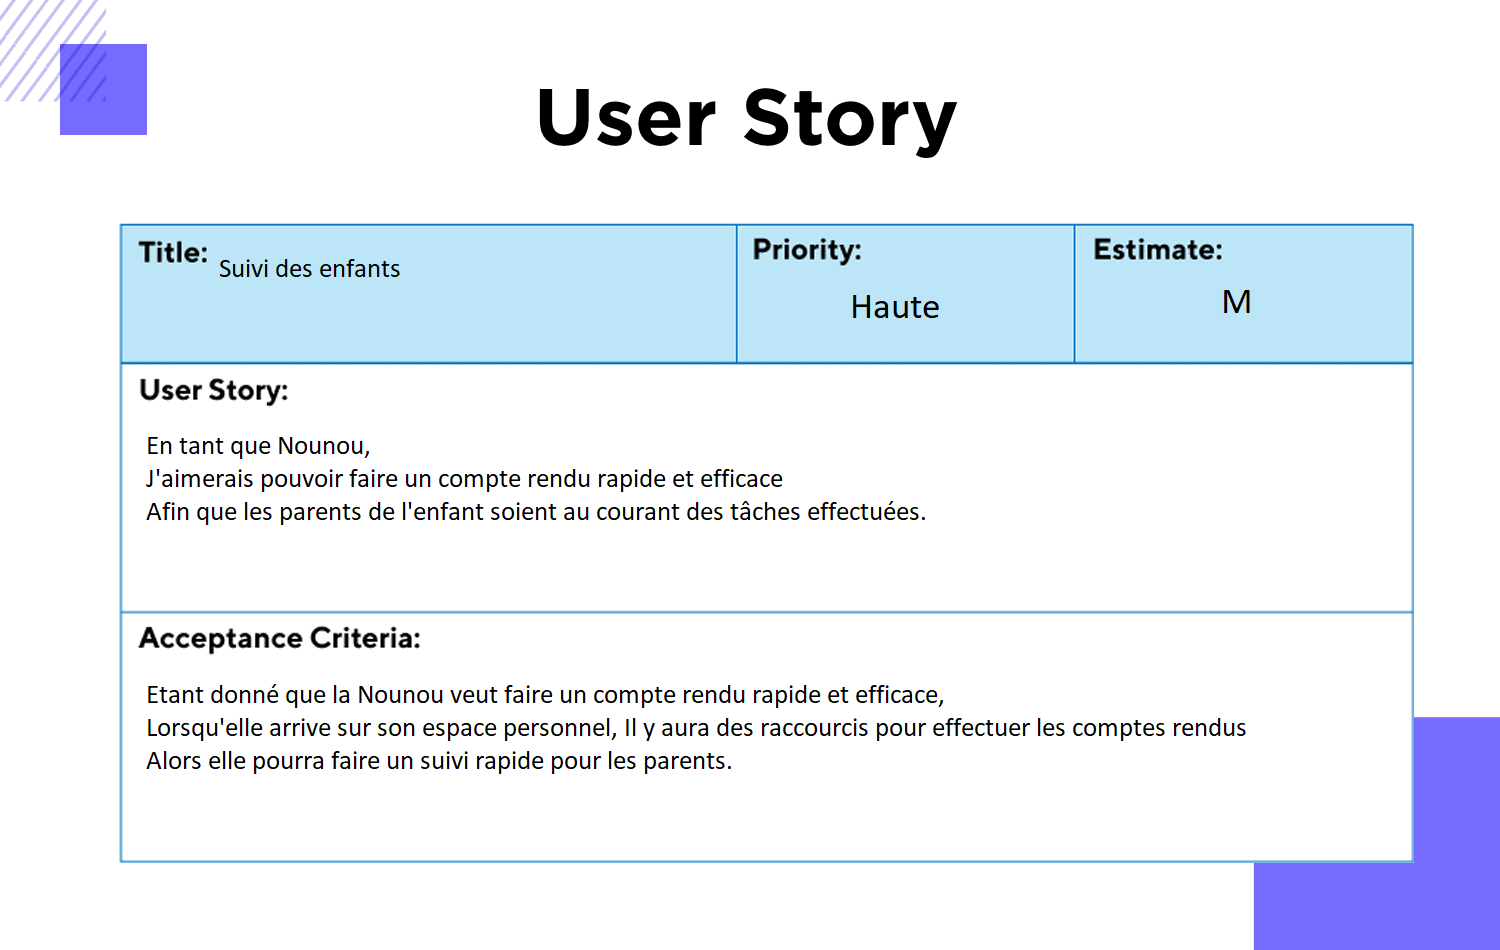 User Story
Title: Suivi des enfants
Priority:
Haute
Estimate:
M
User Story:
En tant que Nounou,
J'aimerais pouvoir faire un compte rendu rapide et efficace
Afin que les parents de l'enfant soient au courant des tâches effectuées.
Acceptance Criteria:
Etant donné que la Nounou veut faire un compte rendu rapide et efficace,
Lorsqu'elle arrive sur son espace personnel, Il y aura des raccourcis pour effectuer les comptes rendus
Alors elle pourra faire un suivi rapide pour les parents.